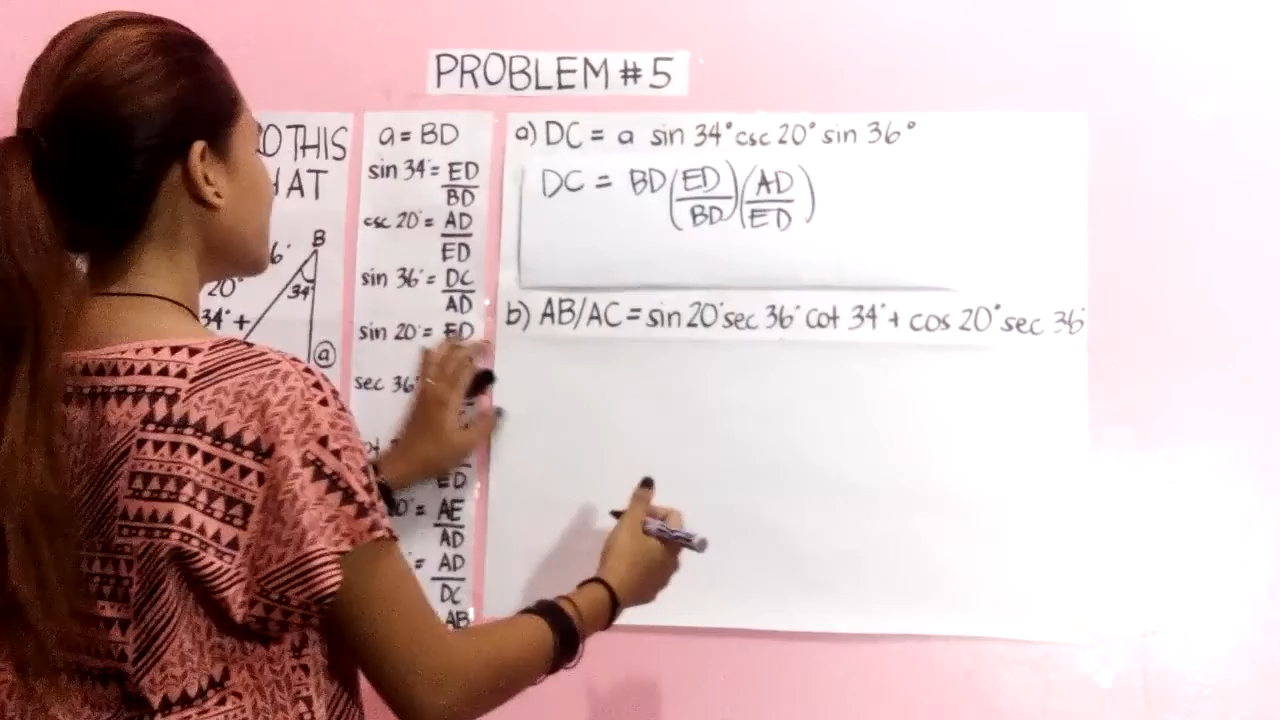 PROBLEM #5
THIS
B
20°
34°
34°+
a
a = BD
sin 34° = ED
BD
csc 20° = AD
ED
sin 36° = DC
AD
sin 20° = ED
sec 36°
ED
= AE
AD
= AD
DC
AB
a) DC = a sin 34° csc 20° sin 36°
DC = BD(ED/BD)(AD/ED)
b) AB/AC = sin 20° sec 36° cot 34° + cos 20° sec 36°